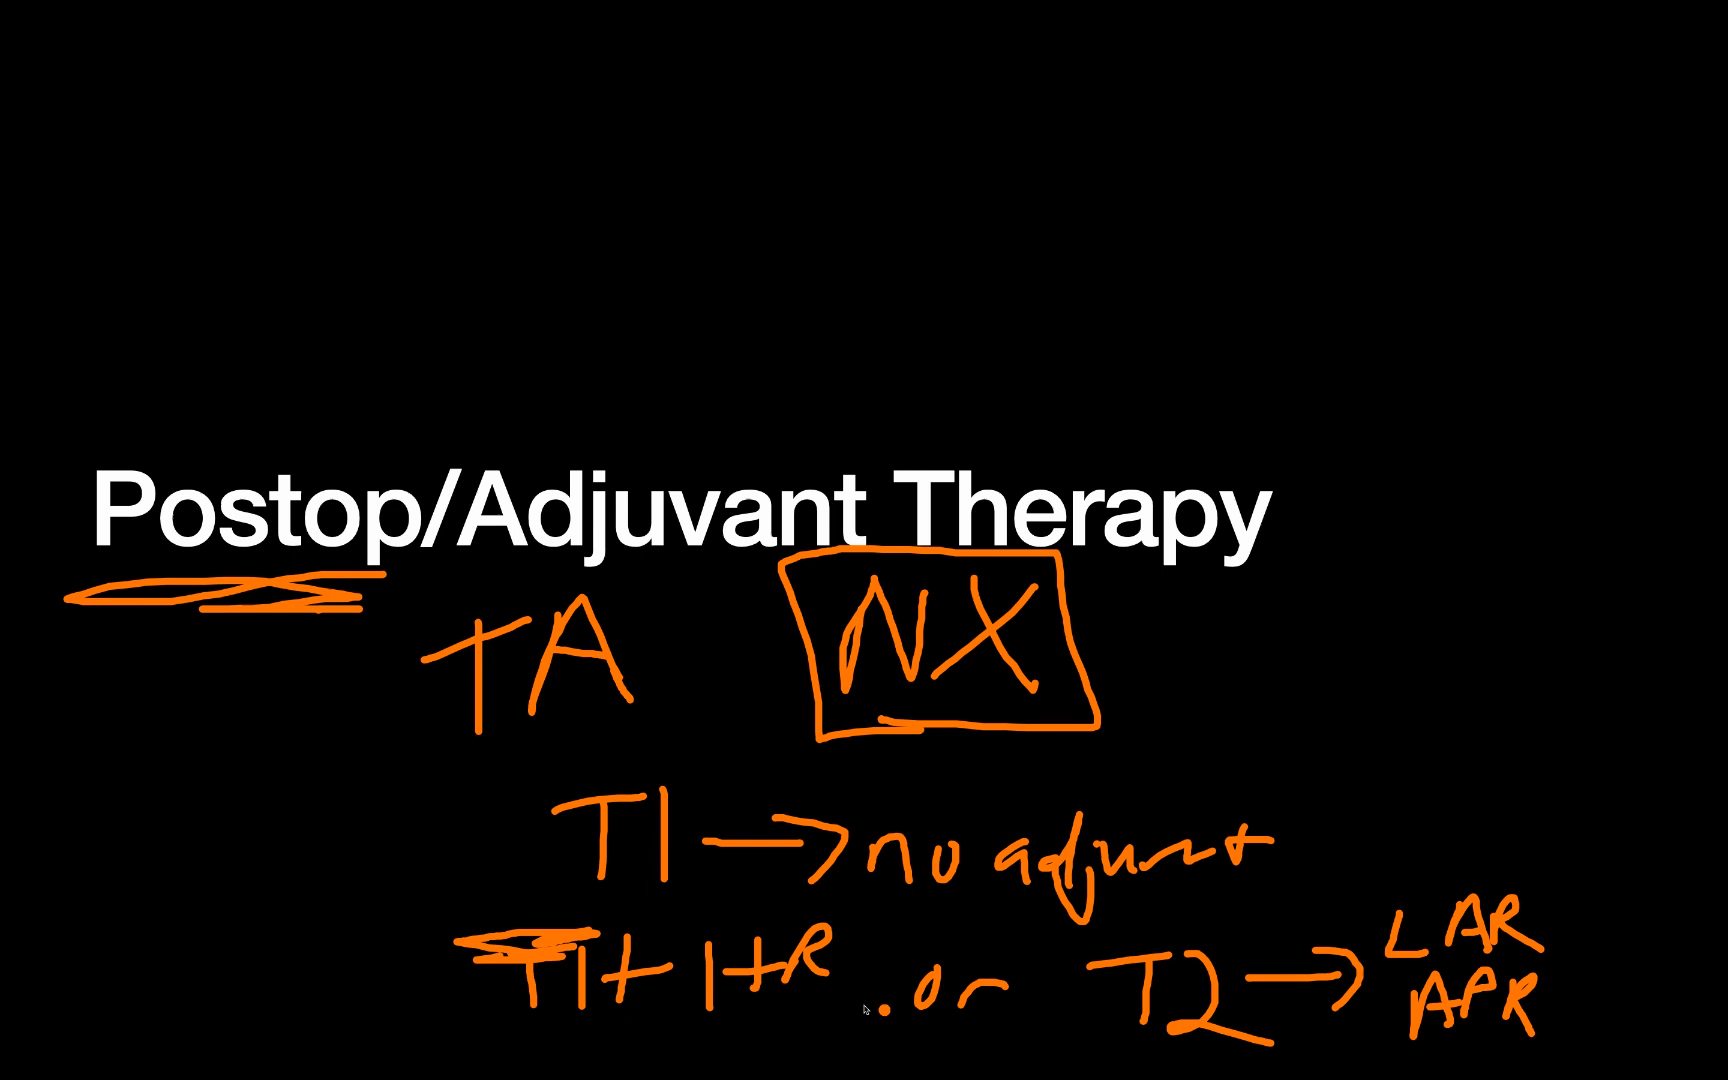 Postop/Adjuvant Therapy
TA NX
T1 → no adjuvant
T1 + HR or T2 → LAR
APR